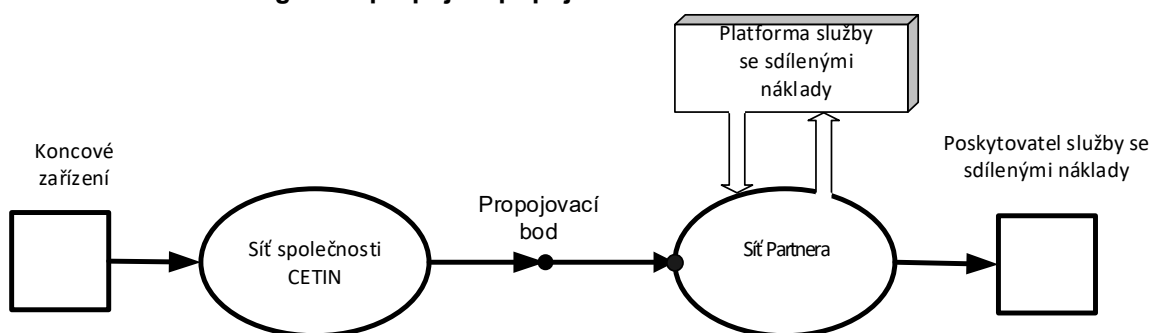 Platforma služby
se sdílenými
náklady
Koncové
zařízení
Poskytovatel služby se
sdílenými náklady
Propojovací
bod
Síť společnosti
CETIN
Síť Partnera